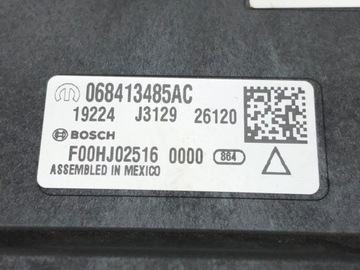 068413485AC
19224 J3129 26120
BOSCH
F00HJ02516 0000 864
ASSEMBLED IN MEXICO